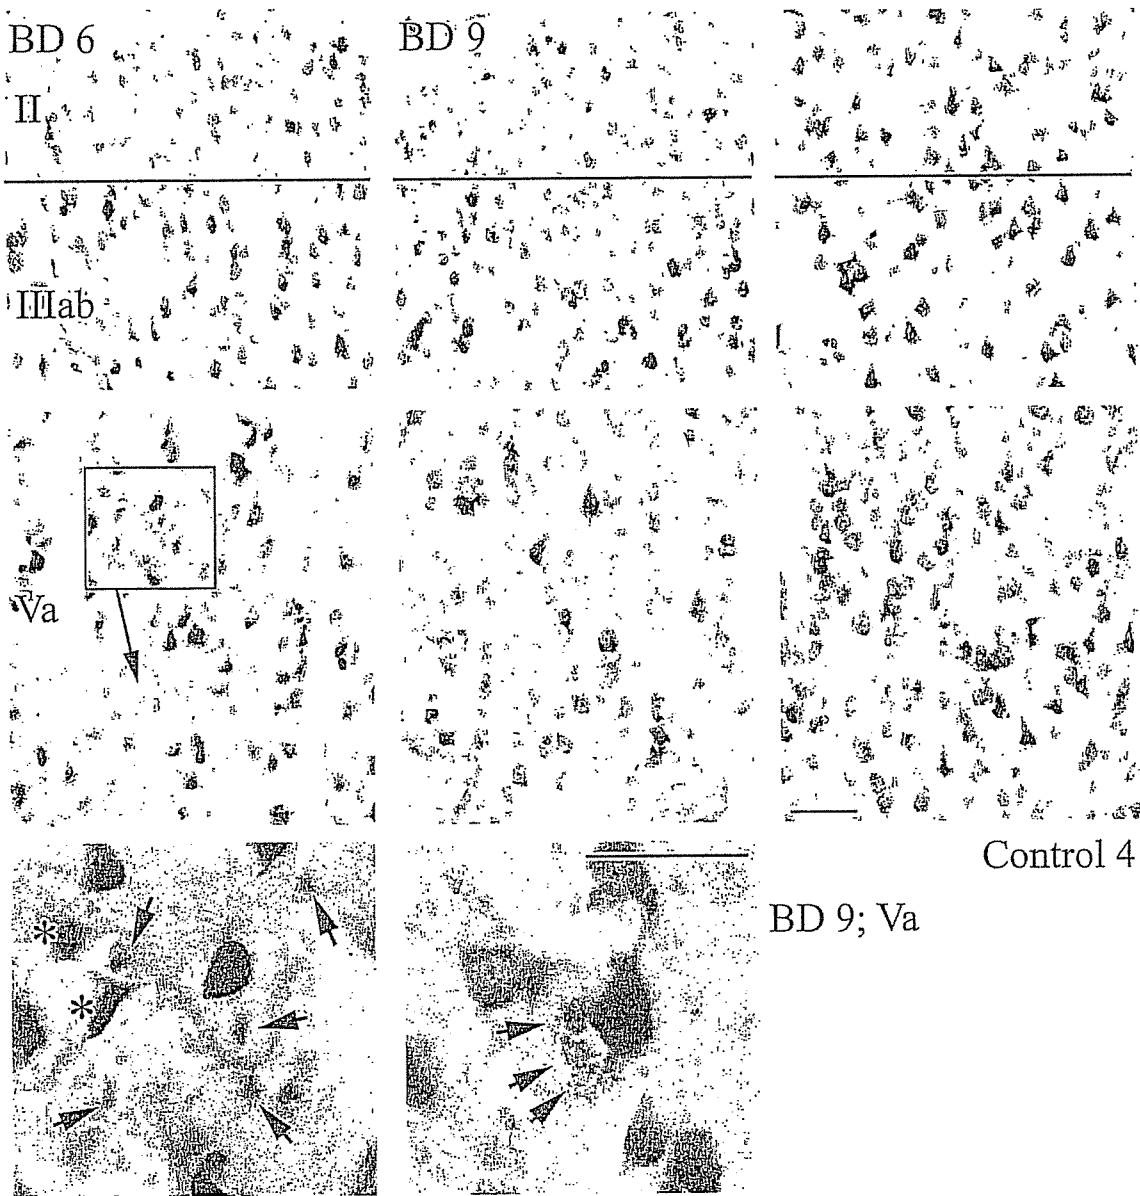 BD 6
BD 9
II
IIIab
Va
Control 4
BD 9; Va
*
*